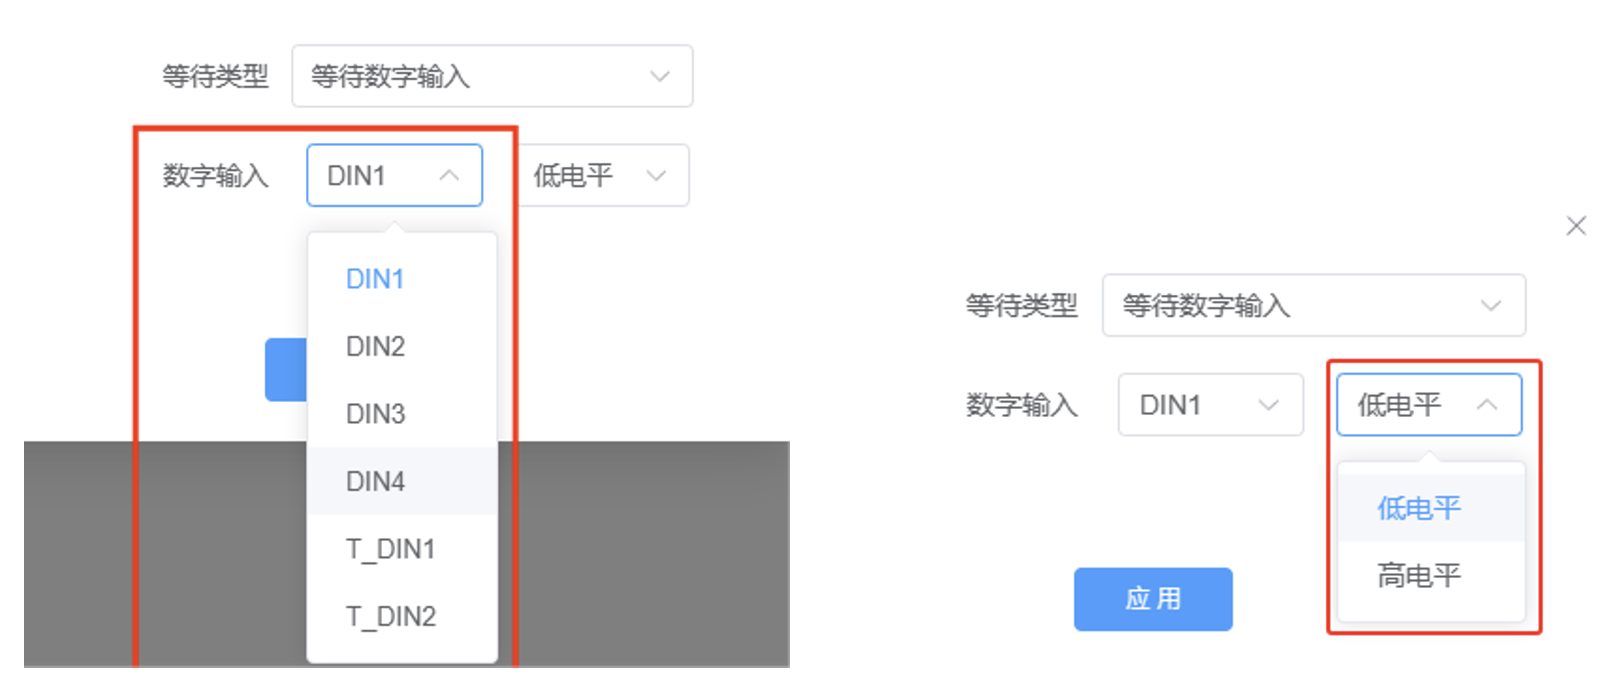 等待类型 等待数字输入
数字输入 DIN1 低电平
DIN1
DIN2
DIN3
DIN4
T_DIN1
T_DIN2
等待类型 等待数字输入
数字输入 DIN1 低电平
低电平
高电平
应用